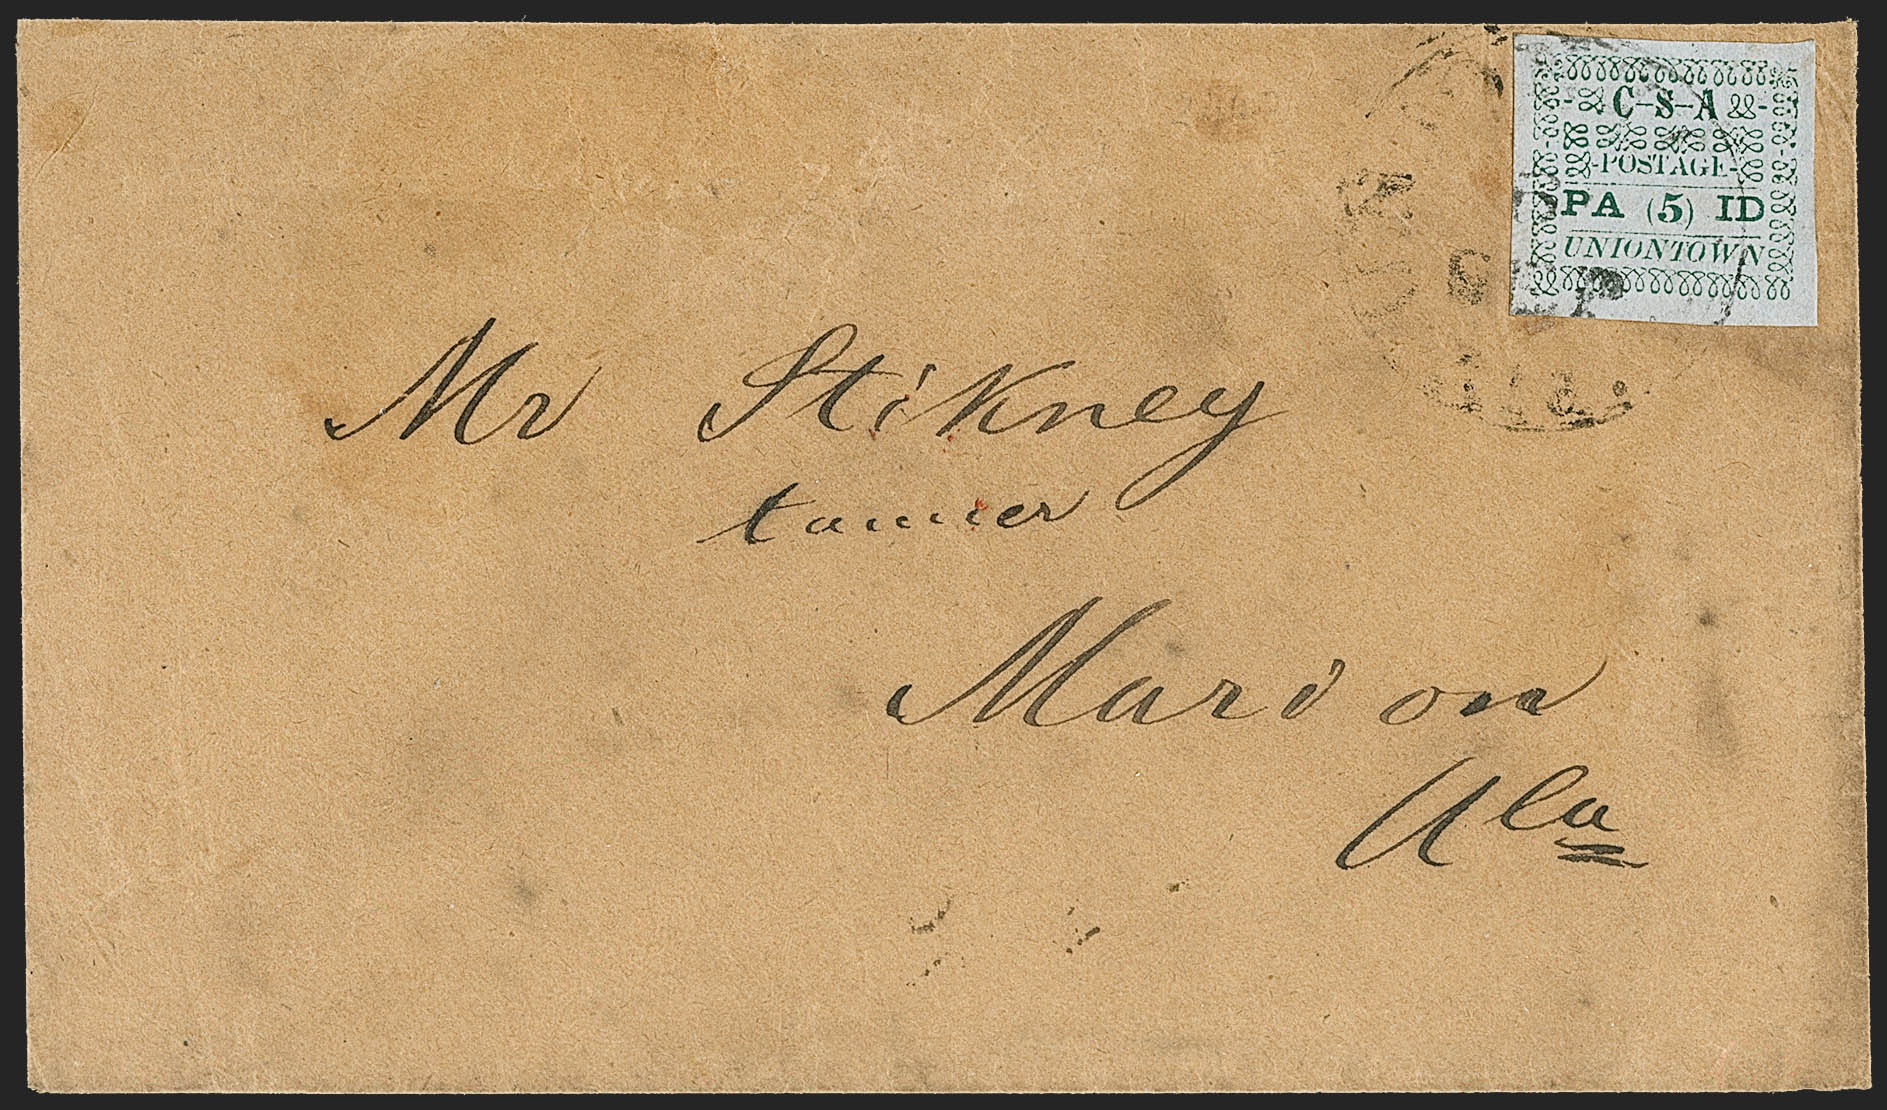 C-S-A
-POSTAGE-
PA (5) ID
UNIONTOWN
Mr Stikney
tanner
Marion
Ala